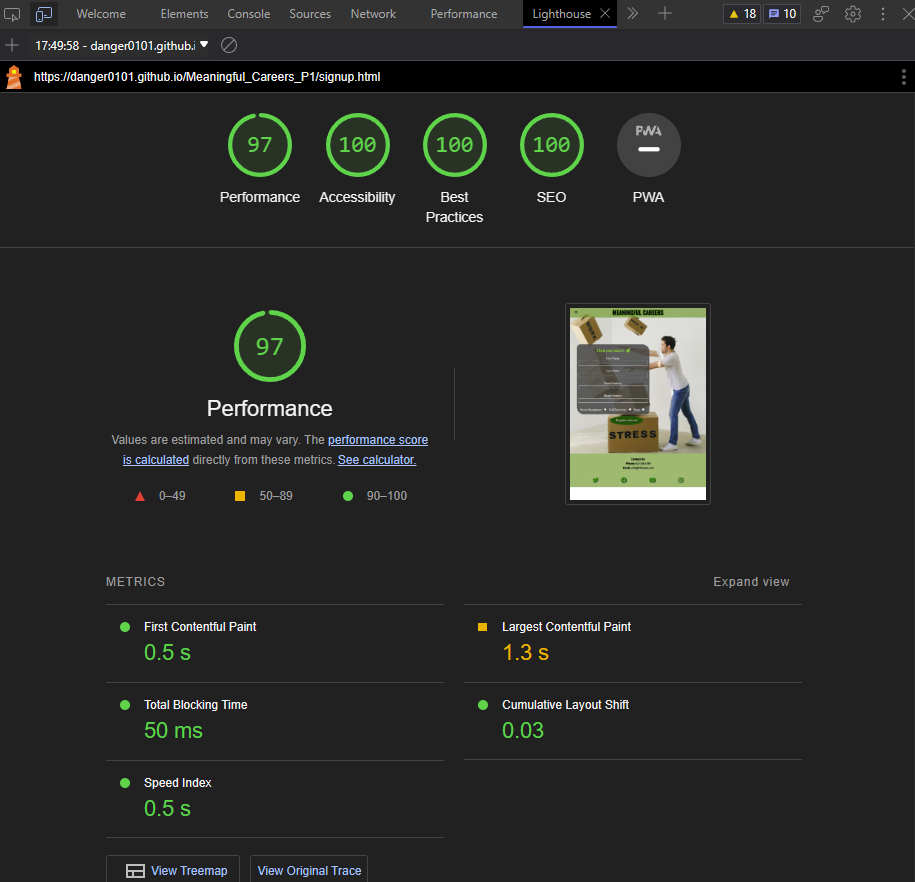 Welcome Elements Console Sources Network Performance Lighthouse 18 10
17:49:58 - danger0101.github.i
https://danger0101.github.io/Meaningful_Careers_P1/signup.html
97 100 100 100 PWA
Performance Accessibility Best Practices SEO PWA
97
MEANINGFUL CAREERS
STRESS
Performance
Values are estimated and may vary. The performance score
is calculated directly from these metrics. See calculator.
0–49 50–89 90–100
METRICS Expand view
First Contentful Paint
0.5 s
Largest Contentful Paint
1.3 s
Total Blocking Time
50 ms
Cumulative Layout Shift
0.03
Speed Index
0.5 s
View Treemap View Original Trace